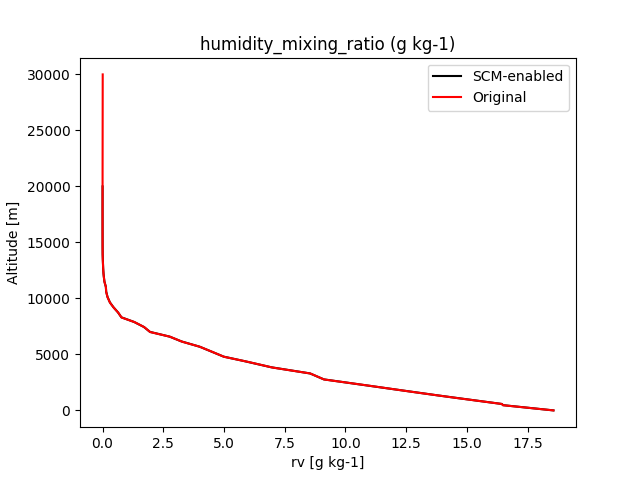 humidity_mixing_ratio (g kg-1)
SCM-enabled
Original
30000
25000
20000
15000
10000
5000
0
Altitude [m]
0.0 2.5 5.0 7.5 10.0 12.5 15.0 17.5
rv [g kg-1]